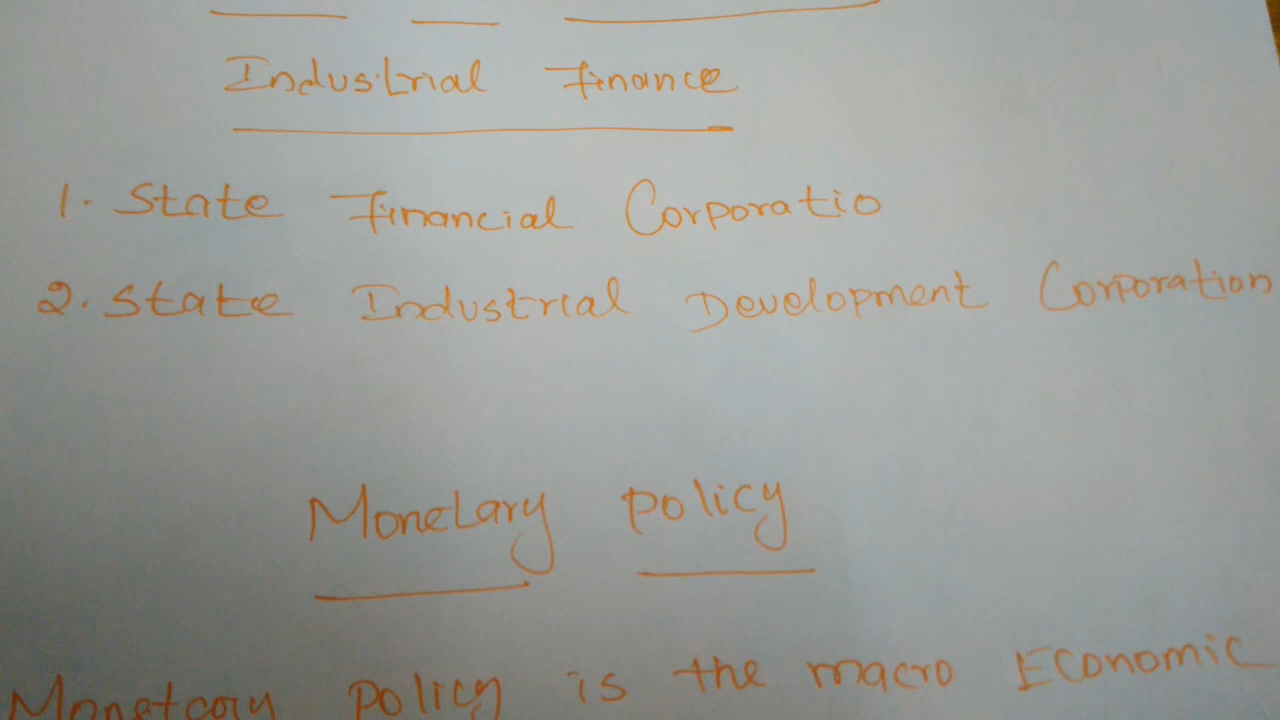 Industrial Finance
1. State Financial Corporatio
2. State Industrial Development Corporation
Monetary policy
Monetary policy is the macro Economic